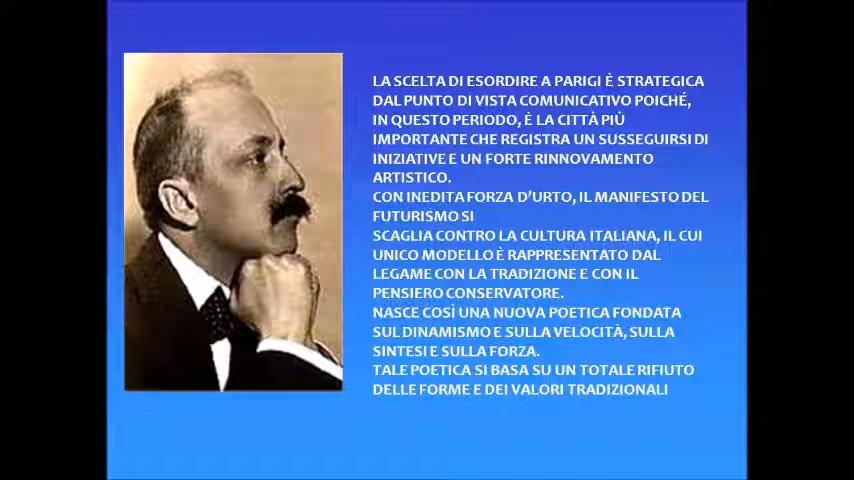 LA SCELTA DI ESORDIRE A PARIGI È STRATEGICA
DAL PUNTO DI VISTA COMUNICATIVO POICHÉ,
IN QUESTO PERIODO, È LA CITTÀ PIÙ
IMPORTANTE CHE REGISTRA UN SUSSEGUIRSI DI
INIZIATIVE E UN FORTE RINNOVAMENTO
ARTISTICO.
CON INEDITA FORZA D'URTO, IL MANIFESTO DEL
FUTURISMO SI
SCAGLIA CONTRO LA CULTURA ITALIANA, IL CUI
UNICO MODELLO È RAPPRESENTATO DAL
LEGAME CON LA TRADIZIONE E CON IL
PENSIERO CONSERVATORE.
NASCE COSÌ UNA NUOVA POETICA FONDATA
SUL DINAMISMO E SULLA VELOCITÀ, SULLA
SINTESI E SULLA FORZA.
TALE POETICA SI BASA SU UN TOTALE RIFIUTO
DELLE FORME E DEI VALORI TRADIZIONALI